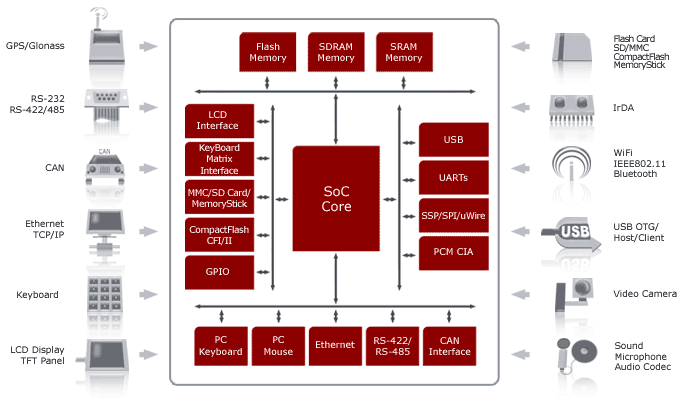 GPS/Glonass
RS-232
RS-422/485
CAN
CAN
Ethernet
TCP/IP
Keyboard
LCD Display
TFT Panel
Flash
Memory
SDRAM
Memory
SRAM
Memory
LCD
Interface
KeyBoard
Matrix
Interface
MMC/SD Card/
MemoryStick
CompactFlash
CFI/II
GPIO
SoC
Core
USB
UARTs
SSP/SPI/uWire
PCM CIA
PC
Keyboard
PC
Mouse
Ethernet
RS-422/
RS-485
CAN
Interface
Flash Card
SD/MMC
CompactFlash
MemoryStick
IrDA
WiFi
IEEE802.11
Bluetooth
USB
USB OTG/
Host/Client
Video Camera
Sound
Microphone
Audio Codec